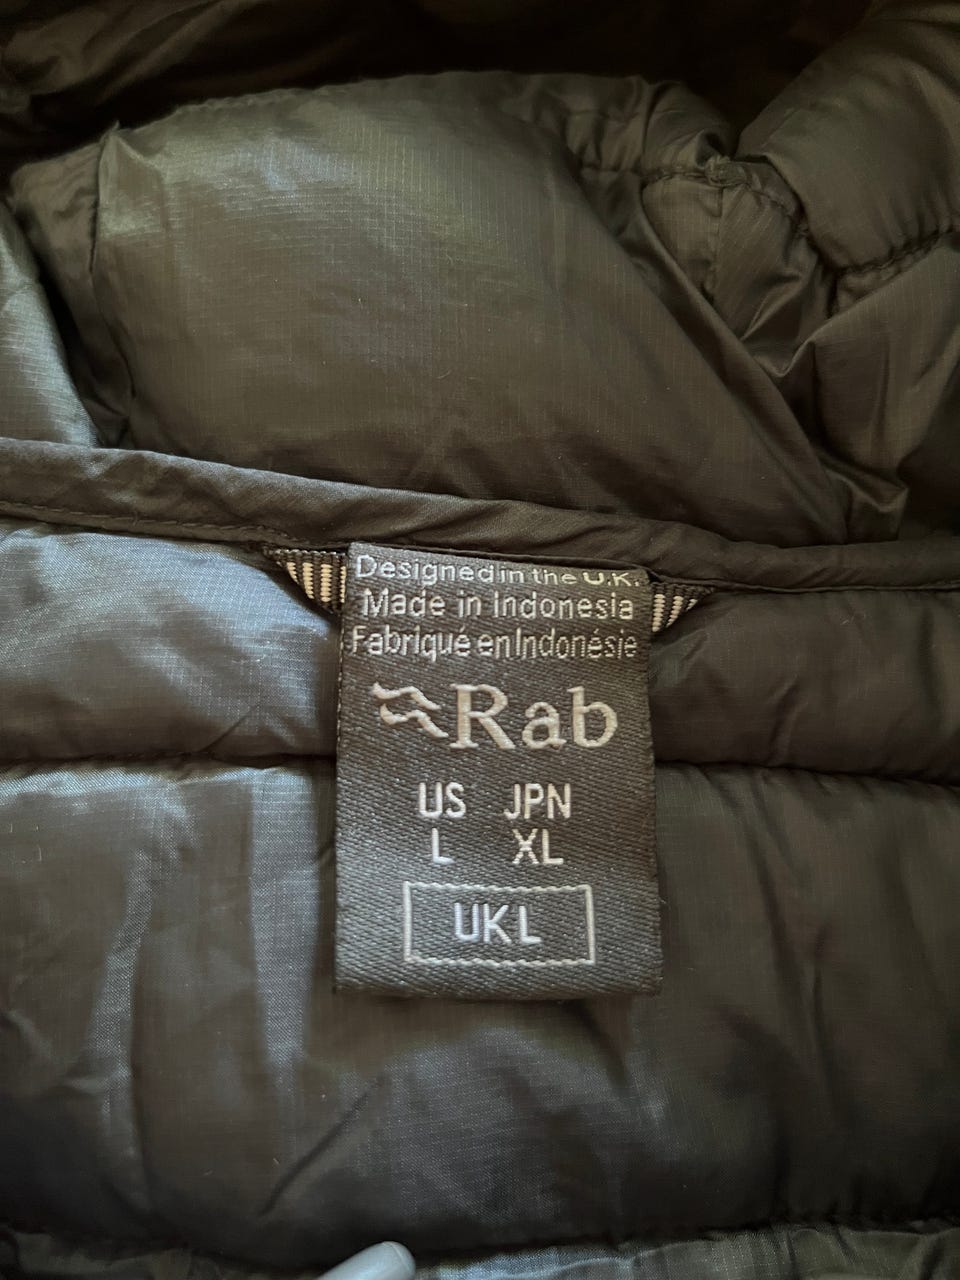 Designed in the U.K.
Made in Indonesia
Fabriqué en Indonésie
Rab
US JPN
L XL
UK L